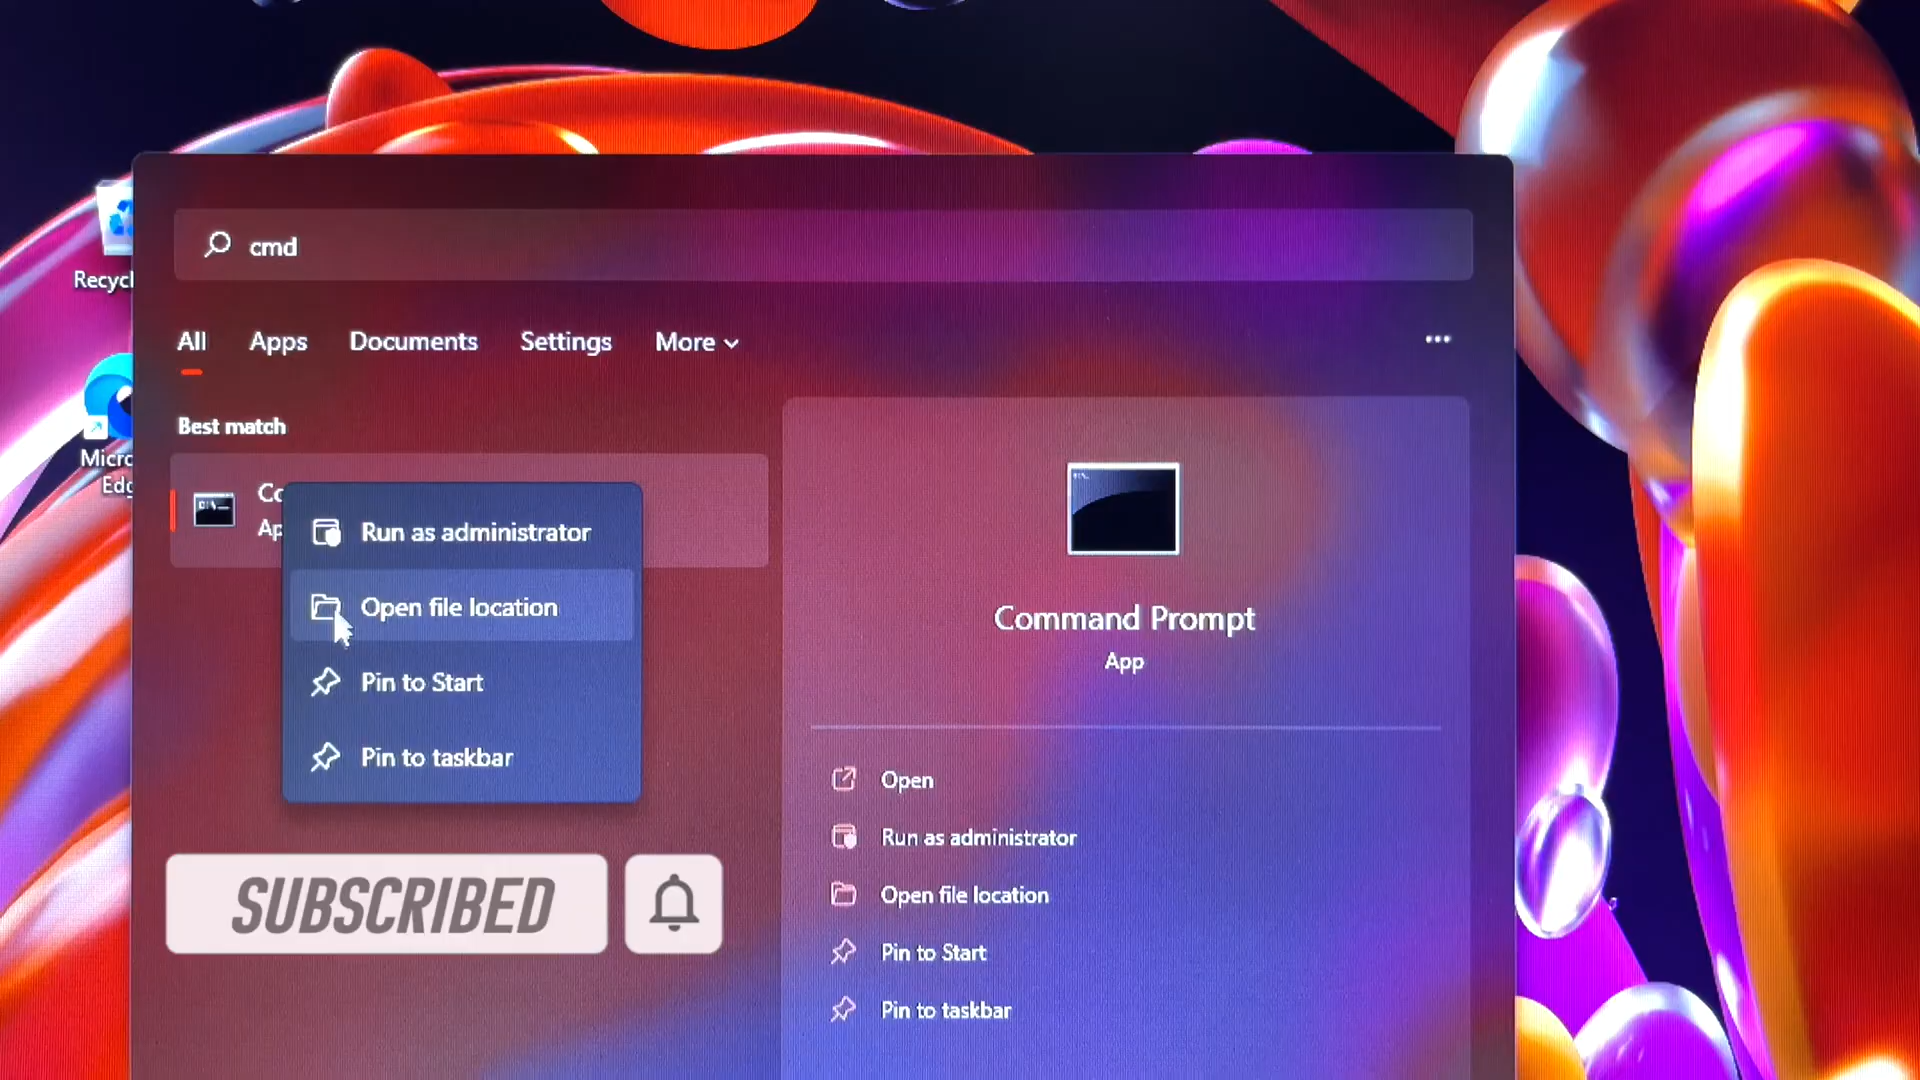 Recycl
cmd
All Apps Documents Settings More
Best match
Micro
Edg
Co
Ap
Run as administrator
Open file location
Pin to Start
Pin to taskbar
Command Prompt
App
Open
Run as administrator
Open file location
Pin to Start
Pin to taskbar
SUBSCRIBED